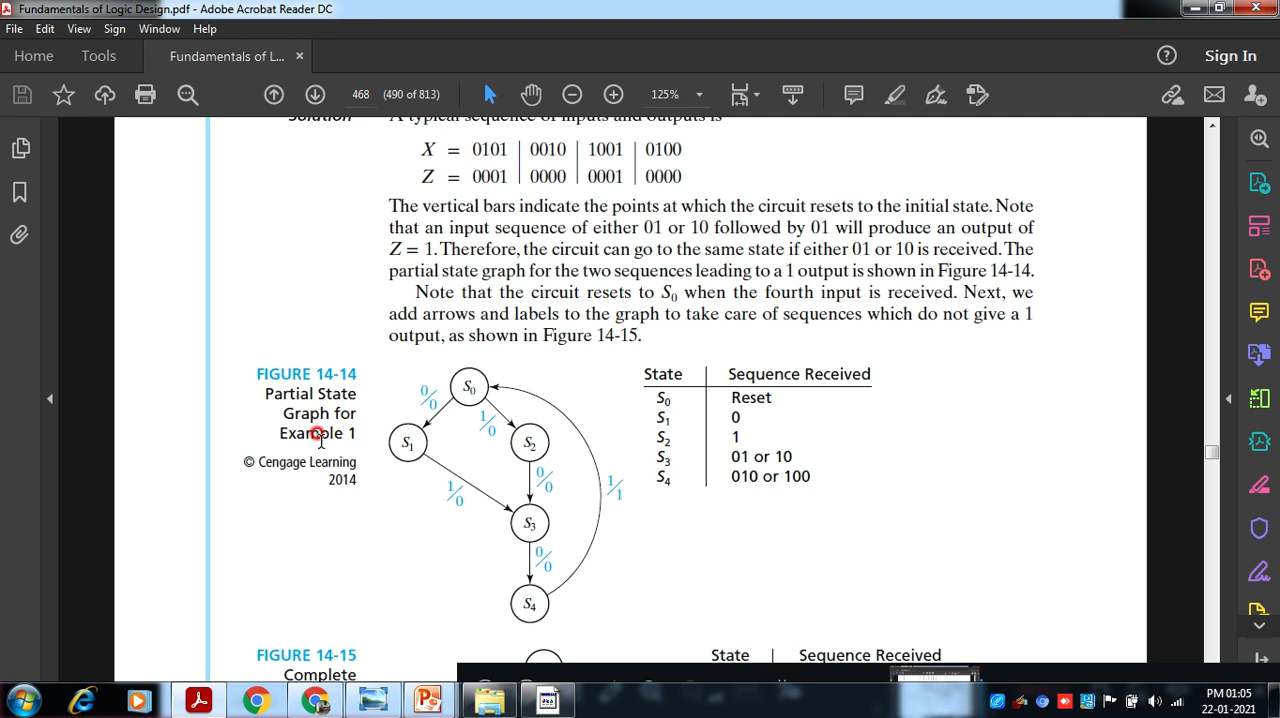 Fundamentals of Logic Design.pdf - Adobe Acrobat Reader DC
File Edit View Sign Window Help
Home Tools Fundamentals of L... × Sign In
468 (490 of 813) 125%
A typical sequence of inputs and outputs is
X = 0101 | 0010 | 1001 | 0100
Z = 0001 | 0000 | 0001 | 0000
The vertical bars indicate the points at which the circuit resets to the initial state. Note
that an input sequence of either 01 or 10 followed by 01 will produce an output of
Z = 1. Therefore, the circuit can go to the same state if either 01 or 10 is received. The
partial state graph for the two sequences leading to a 1 output is shown in Figure 14-14.
Note that the circuit resets to S₀ when the fourth input is received. Next, we
add arrows and labels to the graph to take care of sequences which do not give a 1
output, as shown in Figure 14-15.
FIGURE 14-14
Partial State
Graph for
Example 1
© Cengage Learning
2014
S₀
0/0
1/0
S₁
S₂
0/0
1/0
1/1
S₃
0/0
S₄
State Sequence Received
S₀ Reset
S₁ 0
S₂ 1
S₃ 01 or 10
S₄ 010 or 100
FIGURE 14-15
Complete
State Sequence Received
PM 01:05
22-01-2021